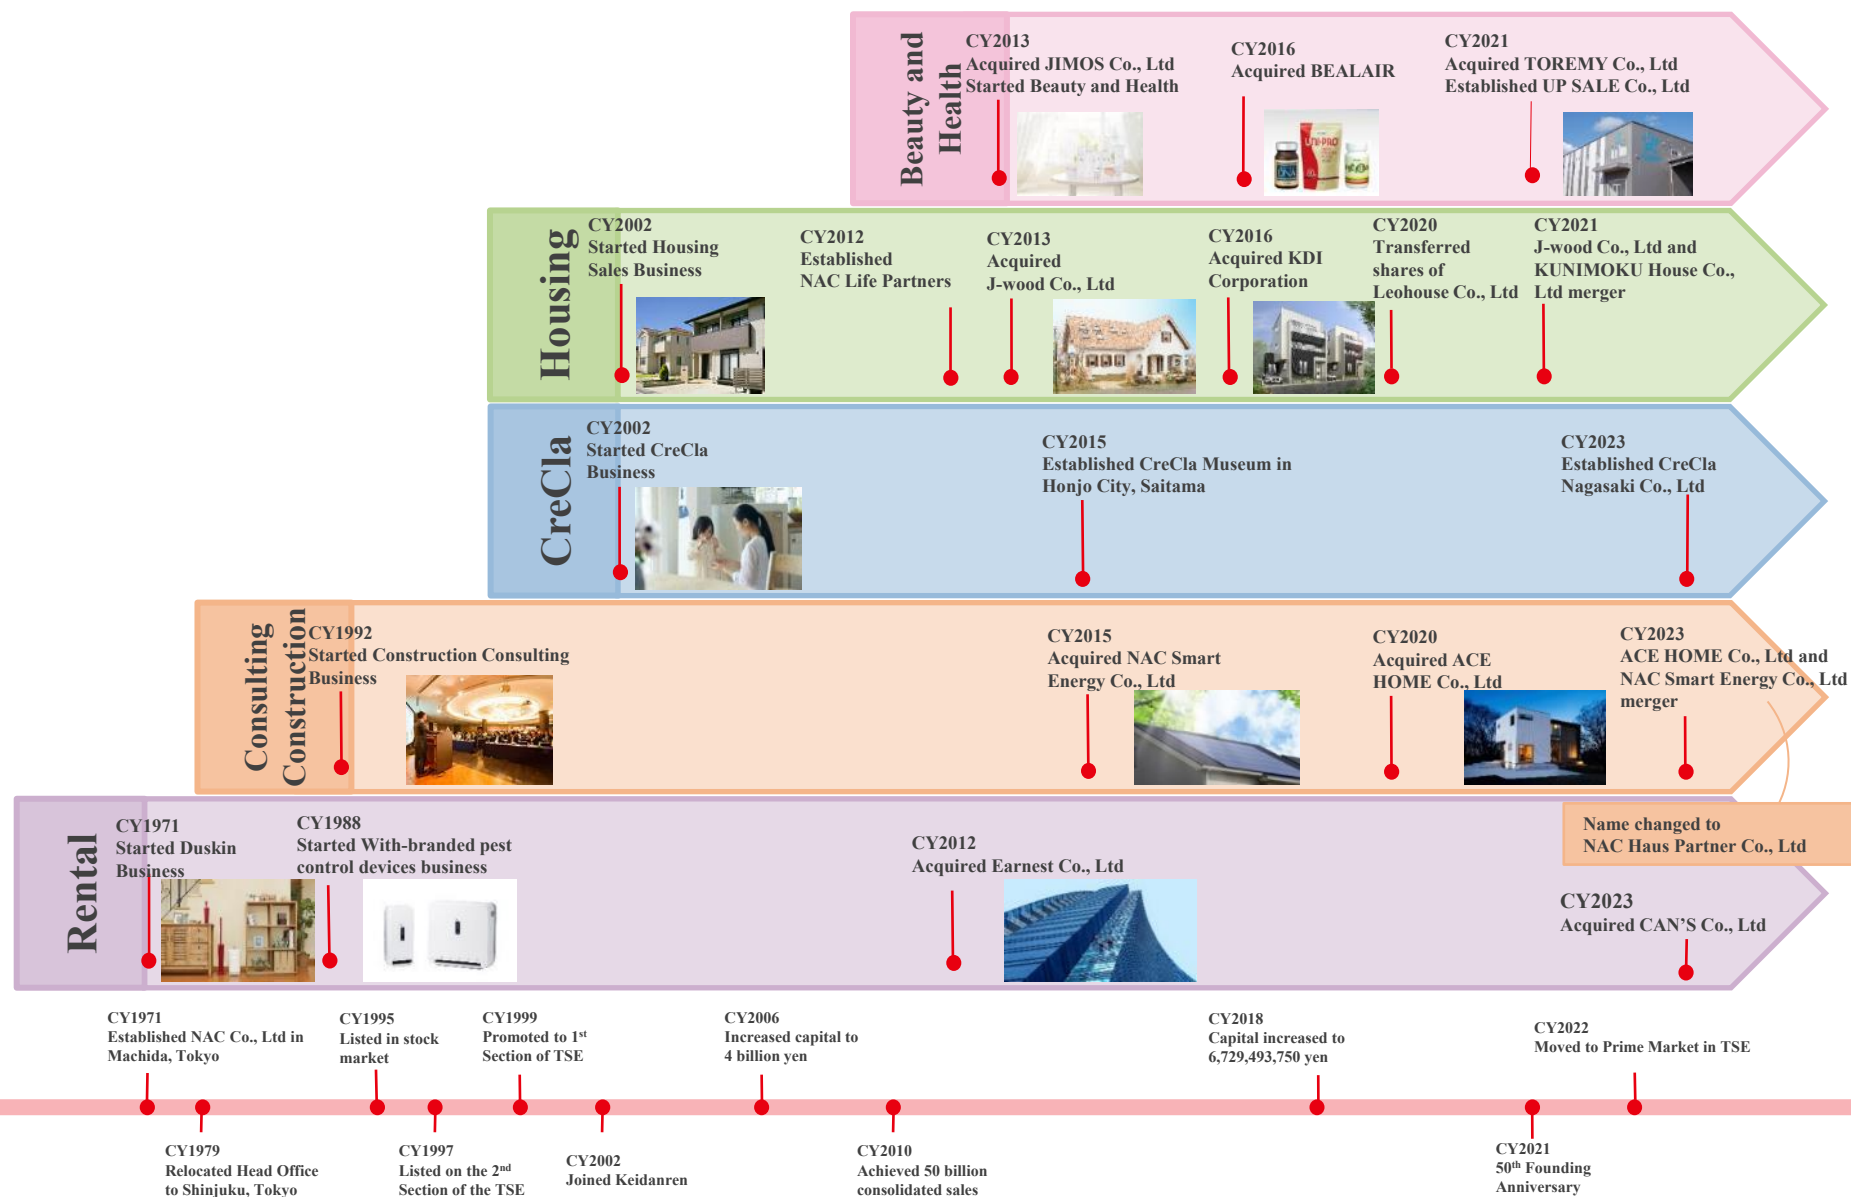 Beauty and
Health
CY2013
Acquired JIMOS Co., Ltd
Started Beauty and Health
CY2016
Acquired BEALAIR
CY2021
Acquired TOREMY Co., Ltd
Established UP SALE Co., Ltd
UNI-PRO
DNA
Housing
CY2002
Started Housing
Sales Business
CY2012
Established
NAC Life Partners
CY2013
Acquired
J-wood Co., Ltd
CY2016
Acquired KDI
Corporation
CY2020
Transferred
shares of
Leohouse Co., Ltd
CY2021
J-wood Co., Ltd and
KUNIMOKU House Co.,
Ltd merger
CreCla
CY2002
Started CreCla
Business
CY2015
Established CreCla Museum in
Honjo City, Saitama
CY2023
Established CreCla
Nagasaki Co., Ltd
Consulting
Construction
CY1992
Started Construction Consulting
Business
CY2015
Acquired NAC Smart
Energy Co., Ltd
CY2020
Acquired ACE
HOME Co., Ltd
CY2023
ACE HOME Co., Ltd and
NAC Smart Energy Co., Ltd
merger
Name changed to
NAC Haus Partner Co., Ltd
Rental
CY1971
Started Duskin
Business
CY1988
Started With-branded pest
control devices business
CY2012
Acquired Earnest Co., Ltd
CY2023
Acquired CAN'S Co., Ltd
CY1971
Established NAC Co., Ltd in
Machida, Tokyo
CY1995
Listed in stock
market
CY1999
Promoted to 1st
Section of TSE
CY2006
Increased capital to
4 billion yen
CY2018
Capital increased to
6,729,493,750 yen
CY2022
Moved to Prime Market in TSE
CY1979
Relocated Head Office
to Shinjuku, Tokyo
CY1997
Listed on the 2nd
Section of the TSE
CY2002
Joined Keidanren
CY2010
Achieved 50 billion
consolidated sales
CY2021
50th Founding
Anniversary